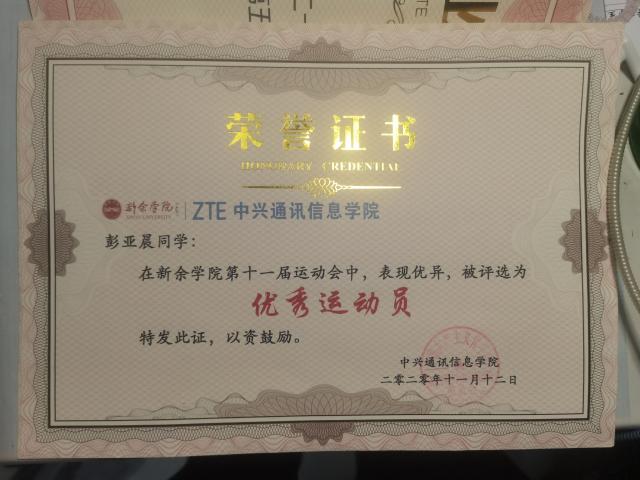 荣誉证书
HONORARY CREDENTIAL
新余学院 ZTE 中兴通讯信息学院
XINYU UNIVERSITY
彭亚晨同学：
在新余学院第十一届运动会中，表现优异，被评选为
优秀运动员
特发此证，以资鼓励。
中兴通讯信息学院
二零二零年十一月十二日